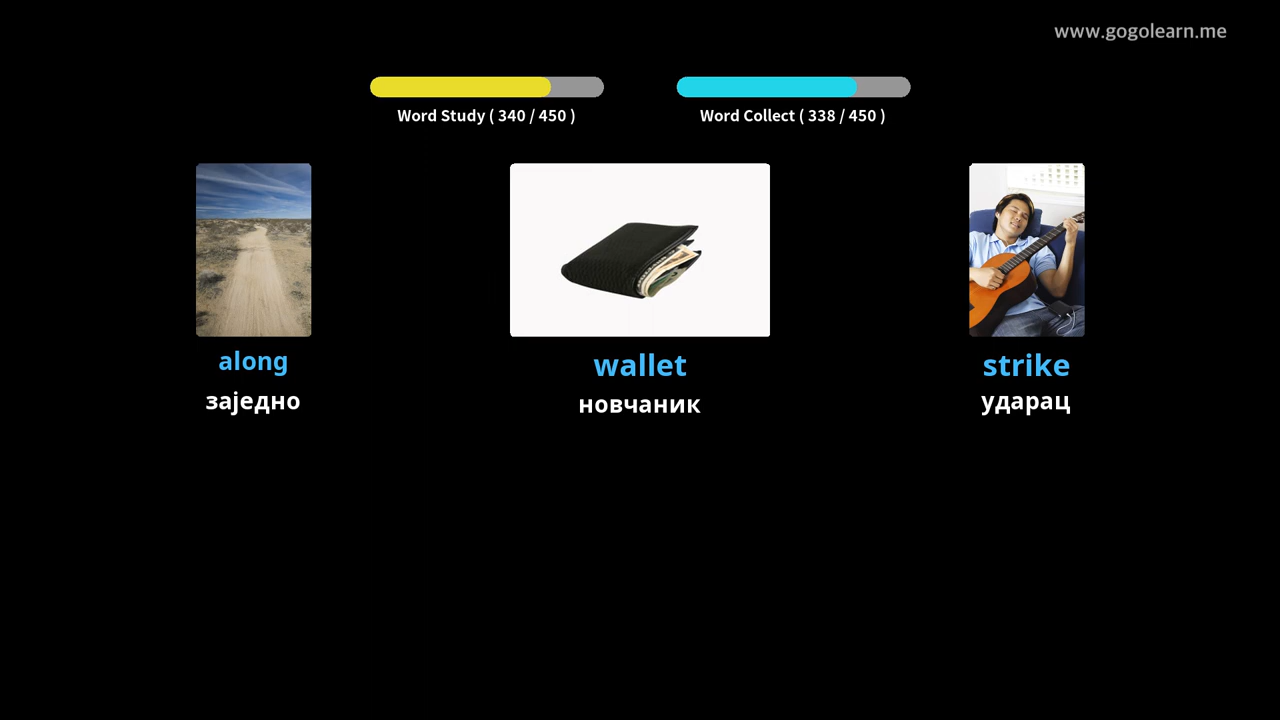 www.gogolearn.me
Word Study ( 340 / 450 )
Word Collect ( 338 / 450 )
along
заједно
wallet
новчаник
strike
ударац